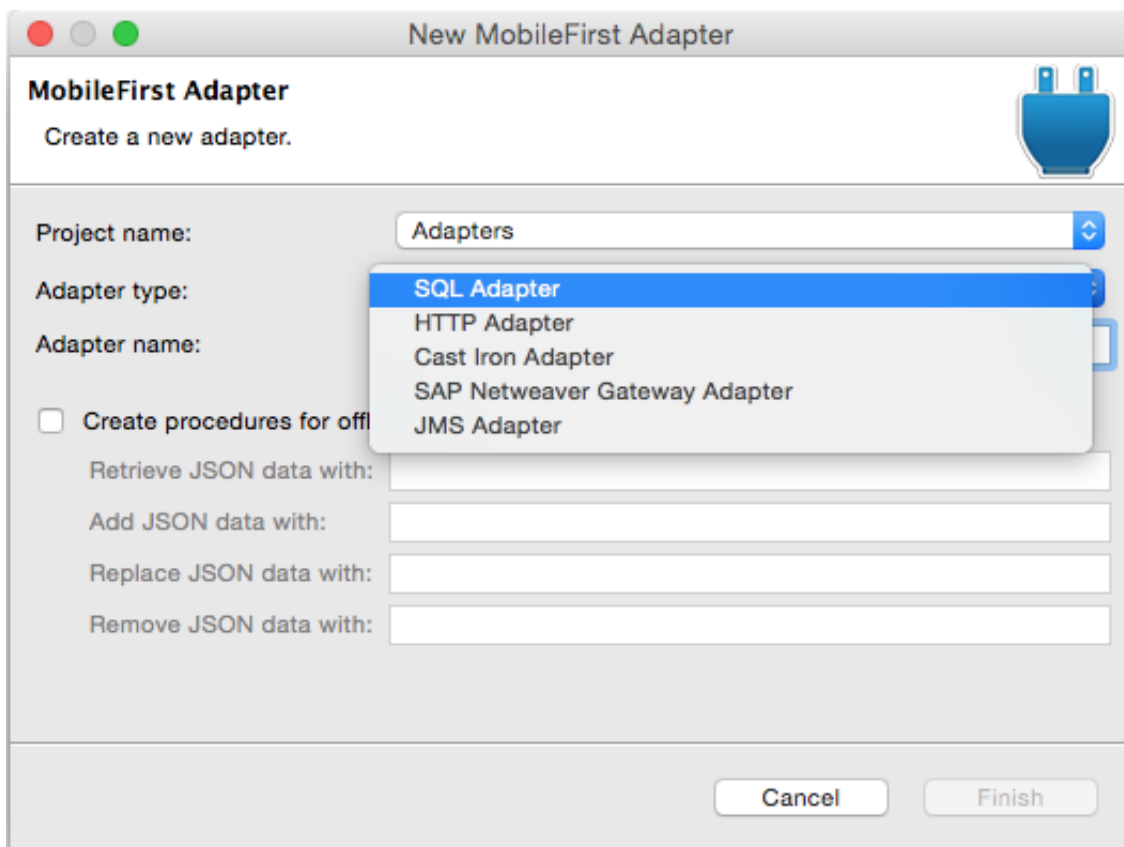 New MobileFirst Adapter
MobileFirst Adapter
Create a new adapter.
Project name: Adapters
Adapter type: SQL Adapter
HTTP Adapter
Adapter name:
Cast Iron Adapter
SAP Netweaver Gateway Adapter
Create procedures for offl
JMS Adapter
Retrieve JSON data with:
Add JSON data with:
Replace JSON data with:
Remove JSON data with:
Cancel Finish